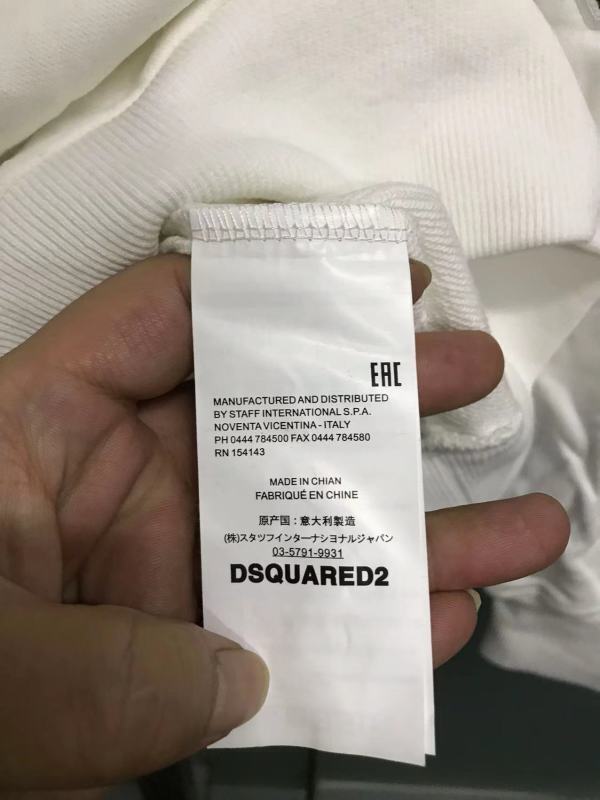 EAC
MANUFACTURED AND DISTRIBUTED
BY STAFF INTERNATIONAL S.P.A.
NOVENTA VICENTINA - ITALY
PH 0444 784500 FAX 0444 784580
RN 154143
MADE IN CHIAN
FABRIQUÉ EN CHINE
原产国：意大利製造
(株)スタッフインターナショナルジャパン
03-5791-9931
DSQUARED2